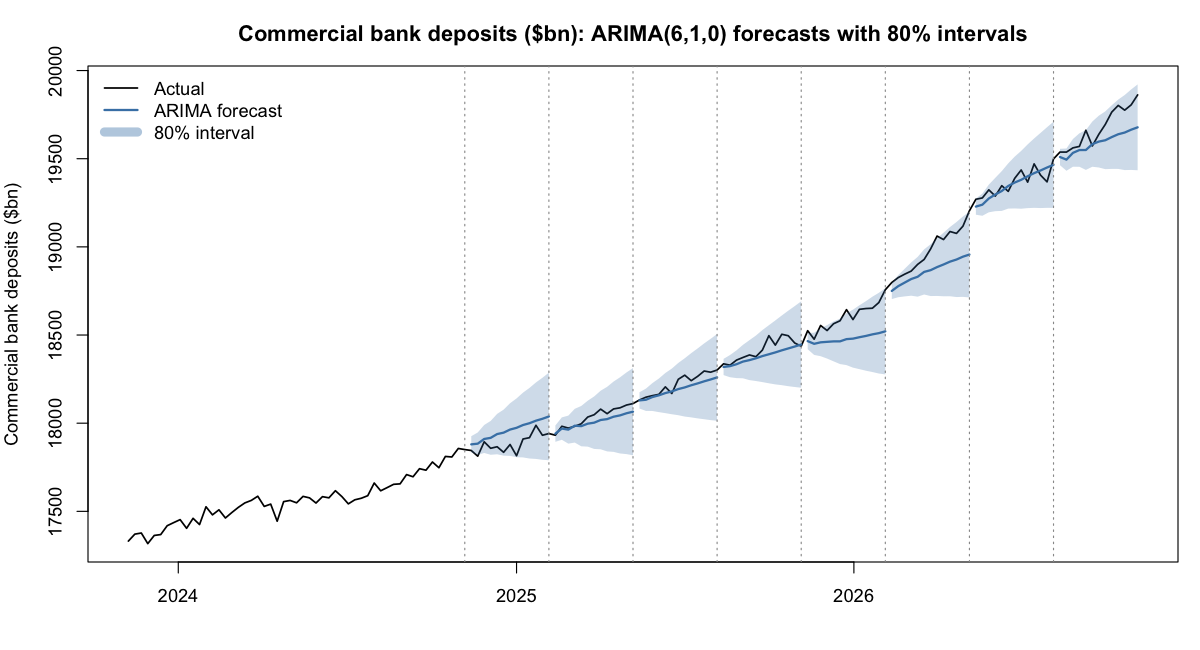 Commercial bank deposits ($bn): ARIMA(6,1,0) forecasts with 80% intervals
Actual
ARIMA forecast
80% interval
Commercial bank deposits ($bn)
20000
19500
19000
18500
18000
17500
2024
2025
2026